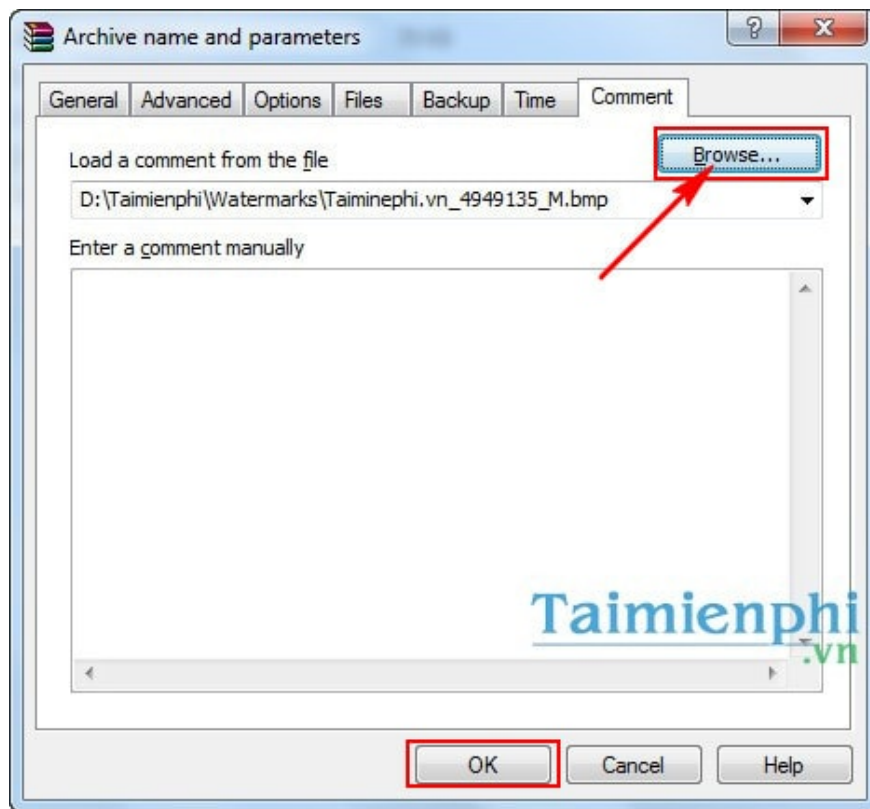 Archive name and parameters
General Advanced Options Files Backup Time Comment
Browse...
Load a comment from the file
D:\Taimienphi\Watermarks\Taiminephi.vn_4949135_M.bmp
Enter a comment manually
Taimienphi
.vn
OK Cancel Help